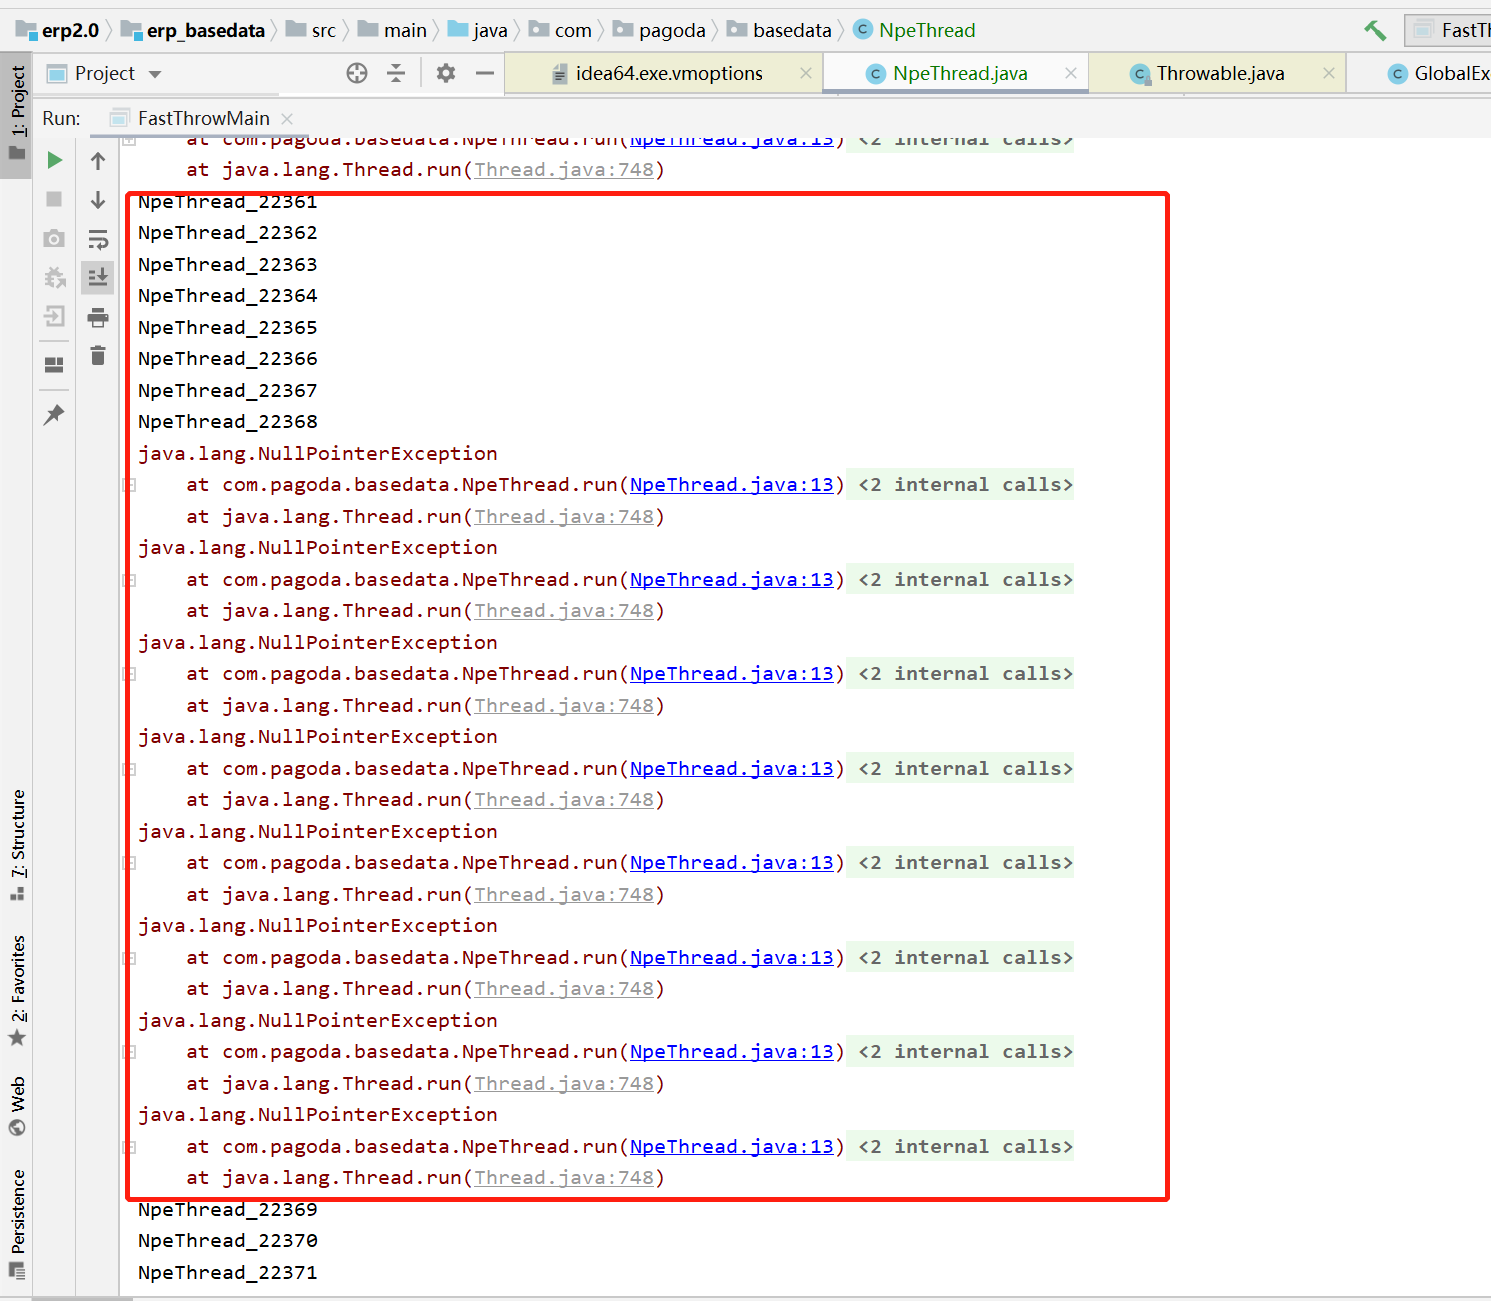 erp2.0 erp_basedata src main java com pagoda basedata NpeThread FastTh
Project idea64.exe.vmoptions NpeThread.java Throwable.java GlobalEx
Run: FastThrowMain
at com.pagoda.basedata.NpeThread.run(NpeThread.java:13) <2 internal calls>
at java.lang.Thread.run(Thread.java:748)
NpeThread_22361
NpeThread_22362
NpeThread_22363
NpeThread_22364
NpeThread_22365
NpeThread_22366
NpeThread_22367
NpeThread_22368
java.lang.NullPointerException
at com.pagoda.basedata.NpeThread.run(NpeThread.java:13) <2 internal calls>
at java.lang.Thread.run(Thread.java:748)
java.lang.NullPointerException
at com.pagoda.basedata.NpeThread.run(NpeThread.java:13) <2 internal calls>
at java.lang.Thread.run(Thread.java:748)
java.lang.NullPointerException
at com.pagoda.basedata.NpeThread.run(NpeThread.java:13) <2 internal calls>
at java.lang.Thread.run(Thread.java:748)
java.lang.NullPointerException
at com.pagoda.basedata.NpeThread.run(NpeThread.java:13) <2 internal calls>
at java.lang.Thread.run(Thread.java:748)
java.lang.NullPointerException
at com.pagoda.basedata.NpeThread.run(NpeThread.java:13) <2 internal calls>
at java.lang.Thread.run(Thread.java:748)
java.lang.NullPointerException
at com.pagoda.basedata.NpeThread.run(NpeThread.java:13) <2 internal calls>
at java.lang.Thread.run(Thread.java:748)
java.lang.NullPointerException
at com.pagoda.basedata.NpeThread.run(NpeThread.java:13) <2 internal calls>
at java.lang.Thread.run(Thread.java:748)
java.lang.NullPointerException
at com.pagoda.basedata.NpeThread.run(NpeThread.java:13) <2 internal calls>
at java.lang.Thread.run(Thread.java:748)
NpeThread_22369
NpeThread_22370
NpeThread_22371
1: Project
7: Structure
2: Favorites
Web
Persistence